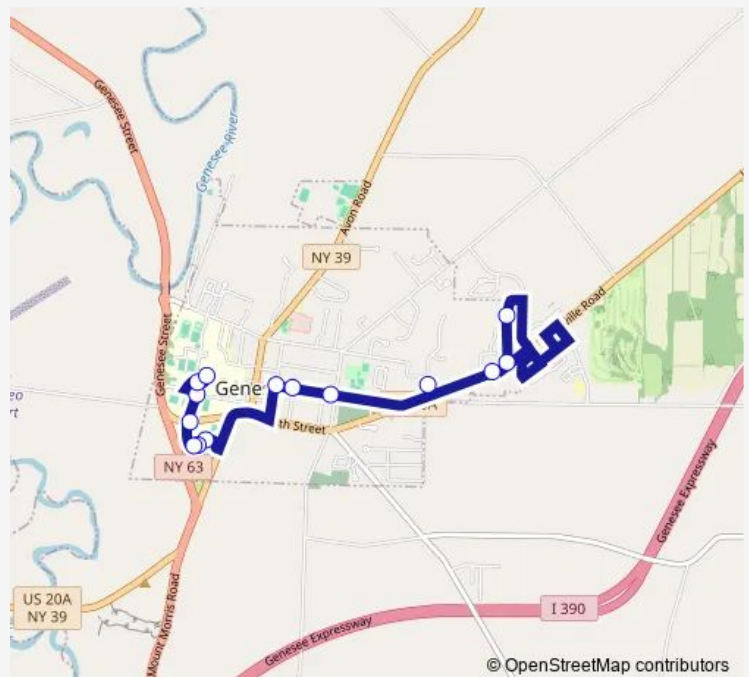 Genesee Street
Genesee River
Avon Road
NY 39
ville Road
Genesee Street
Gene
th Street
NY 63
Genesee Expressway
US 20A
NY 39
Mount Morris Road
I 390
Genesee Expressway
© OpenStreetMap contributors